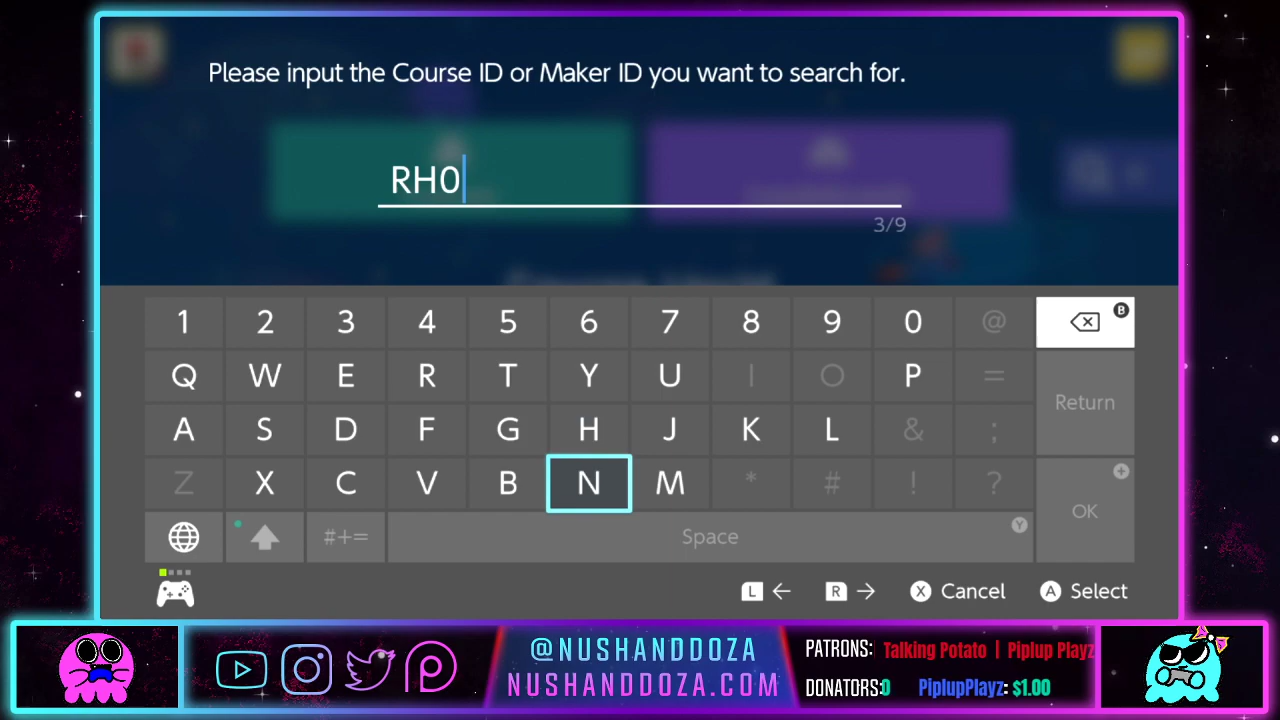 Please input the Course ID or Maker ID you want to search for.
RH0
3/9
1 2 3 4 5 6 7 8 9 0 @ B
Q W E R T Y U I O P = Return
A S D F G H J K L & ;
Z X C V B N M * # ! ? + OK
#+= Space Y
L ← R → X Cancel A Select
@NUSHANDDOZA
NUSHANDDOZA.COM
PATRONS: Talking Potato | Piplup Playz
DONATORS:0 PiplupPlayz: $1.00